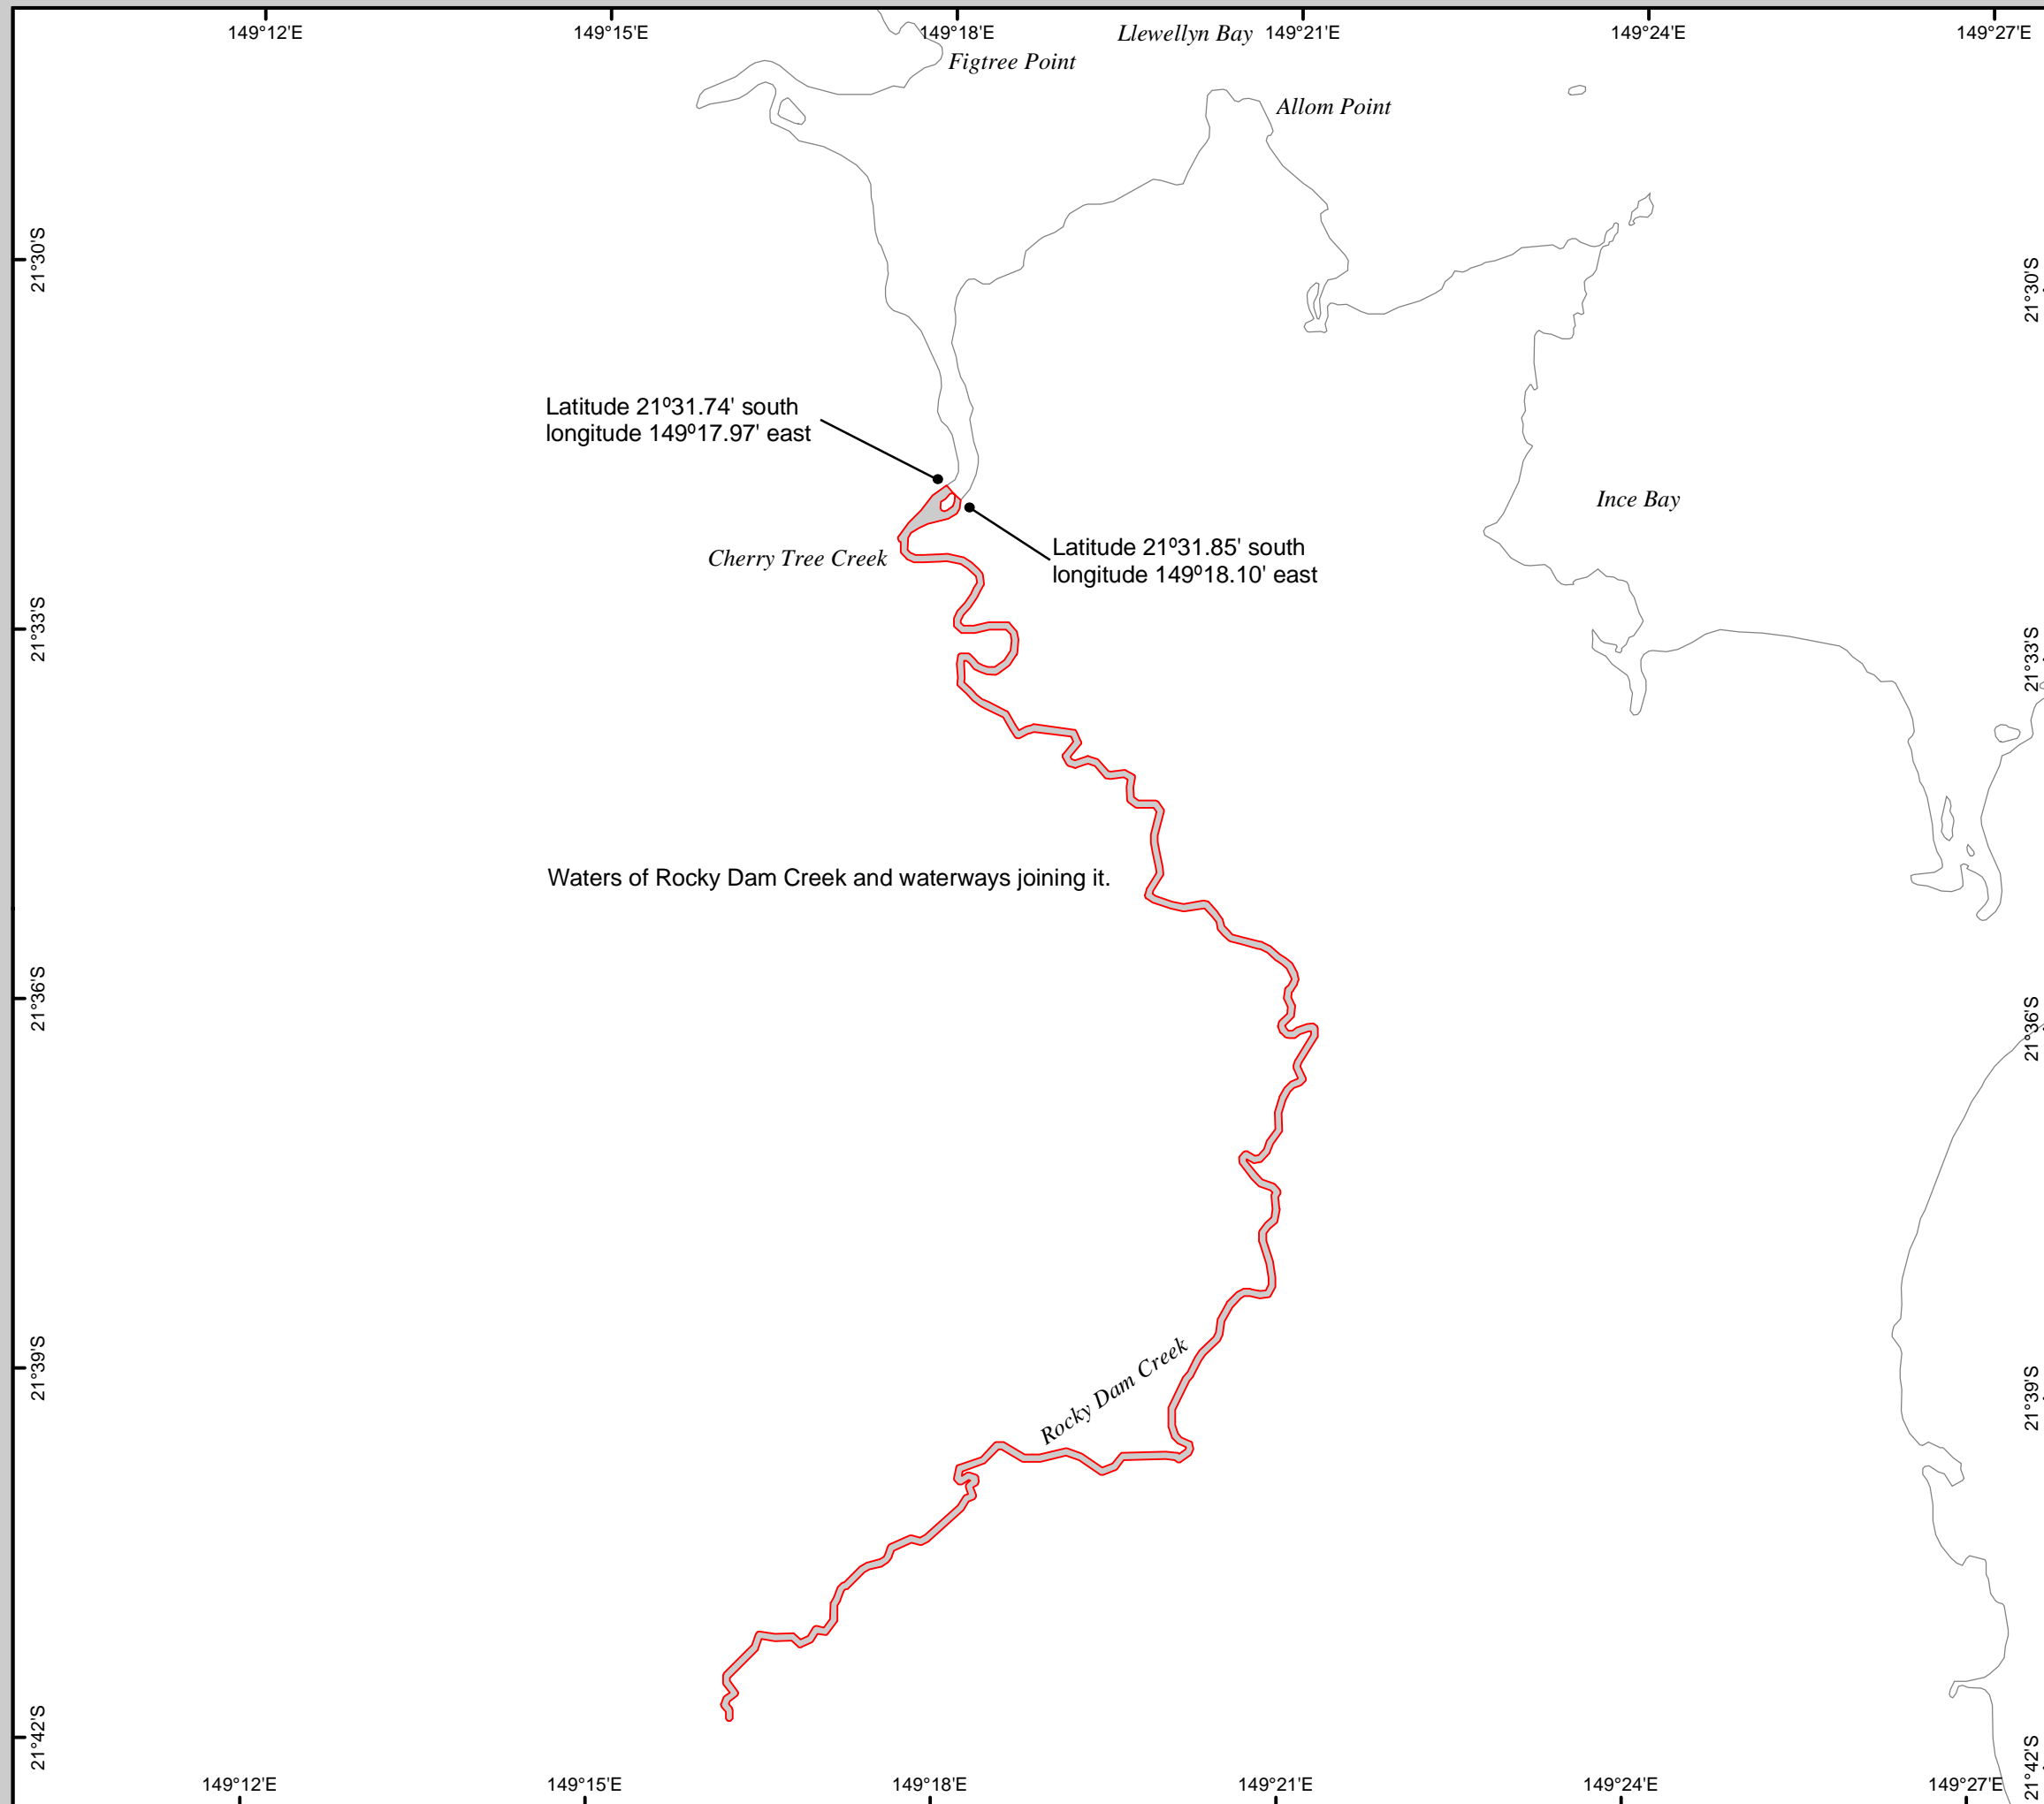 149°12'E
149°15'E
149°18'E
Llewellyn Bay
149°21'E
149°24'E
149°27'E
Figtree Point
Allom Point
21°30'S
21°30'S
Latitude 21º31.74' south
longitude 149º17.97' east
Ince Bay
Latitude 21º31.85' south
longitude 149º18.10' east
Cherry Tree Creek
21°33'S
21°33'S
Waters of Rocky Dam Creek and waterways joining it.
21°36'S
21°36'S
21°39'S
21°39'S
Rocky Dam Creek
21°42'S
21°42'S
149°12'E
149°15'E
149°18'E
149°21'E
149°24'E
149°27'E